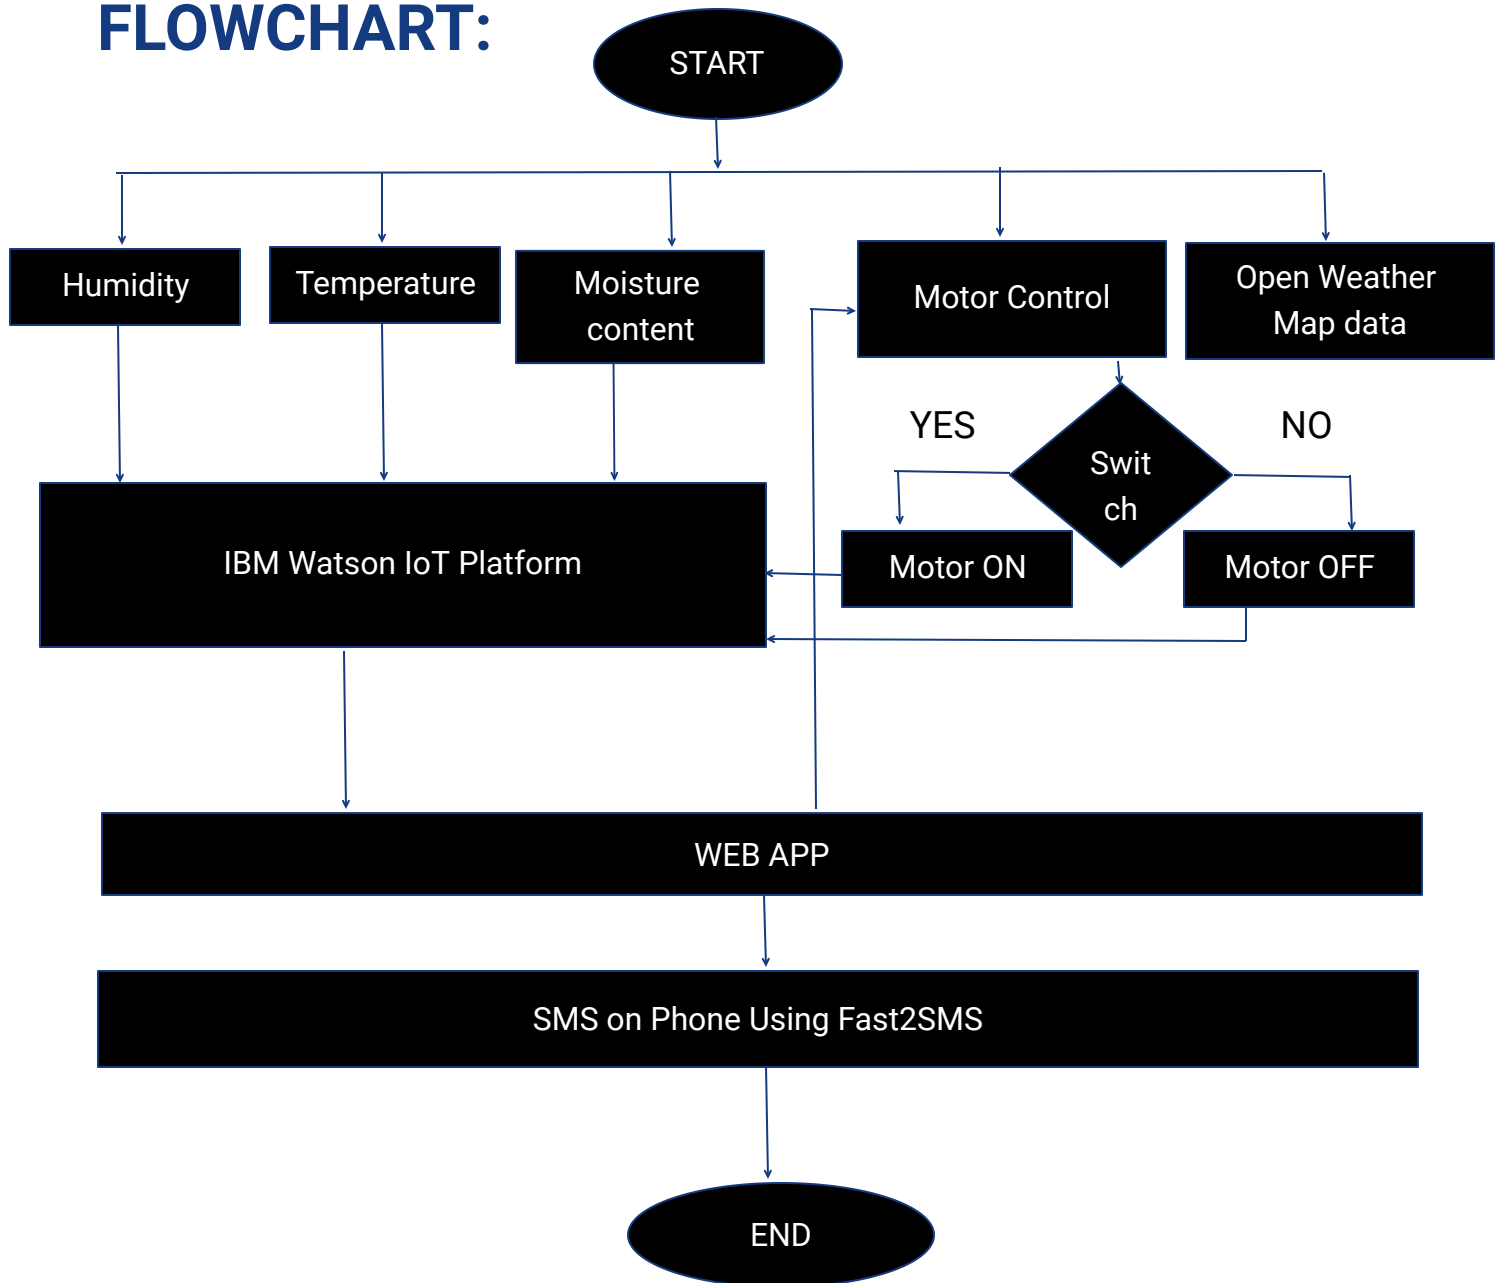 FLOWCHART:
START
Humidity
Temperature
Moisture
content
Motor Control
Open Weather
Map data
YES
NO
Swit
ch
IBM Watson IoT Platform
Motor ON
Motor OFF
WEB APP
SMS on Phone Using Fast2SMS
END